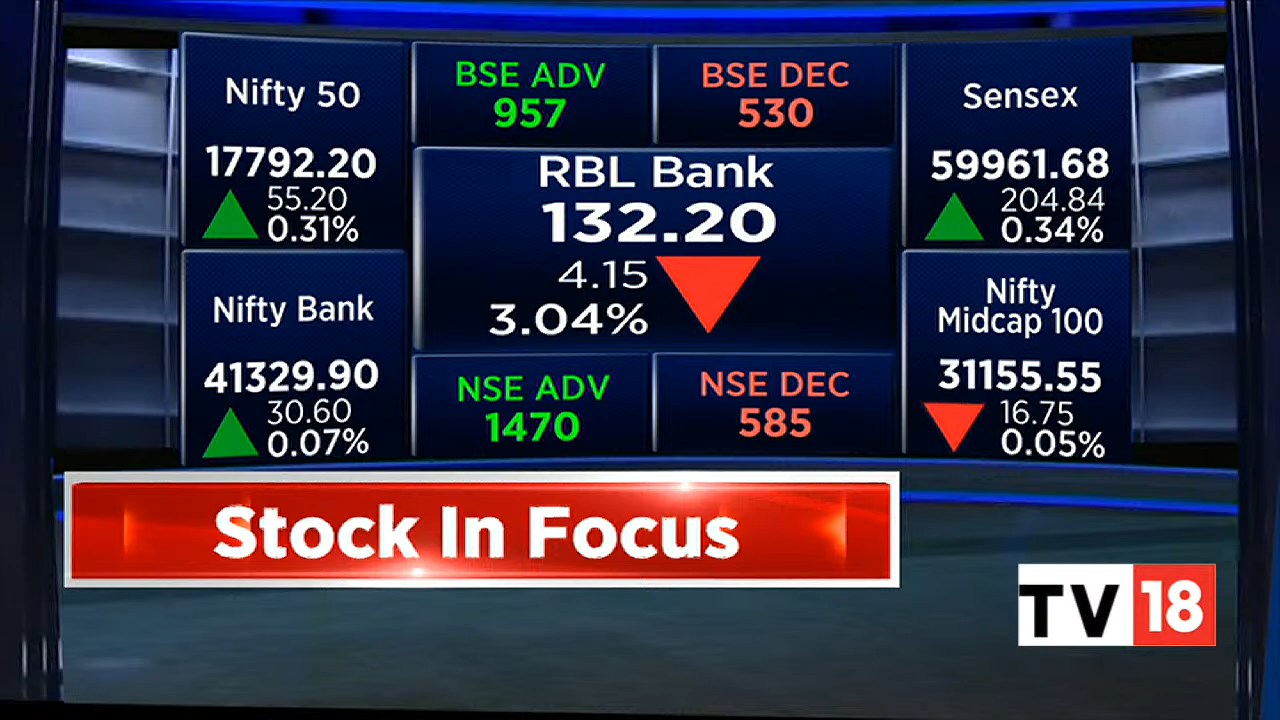 Nifty 50
17792.20
55.20
0.31%
BSE ADV
957
BSE DEC
530
Sensex
59961.68
204.84
0.34%
RBL Bank
132.20
4.15
3.04%
Nifty Bank
41329.90
30.60
0.07%
NSE ADV
1470
NSE DEC
585
Nifty
Midcap 100
31155.55
16.75
0.05%
Stock In Focus
TV18